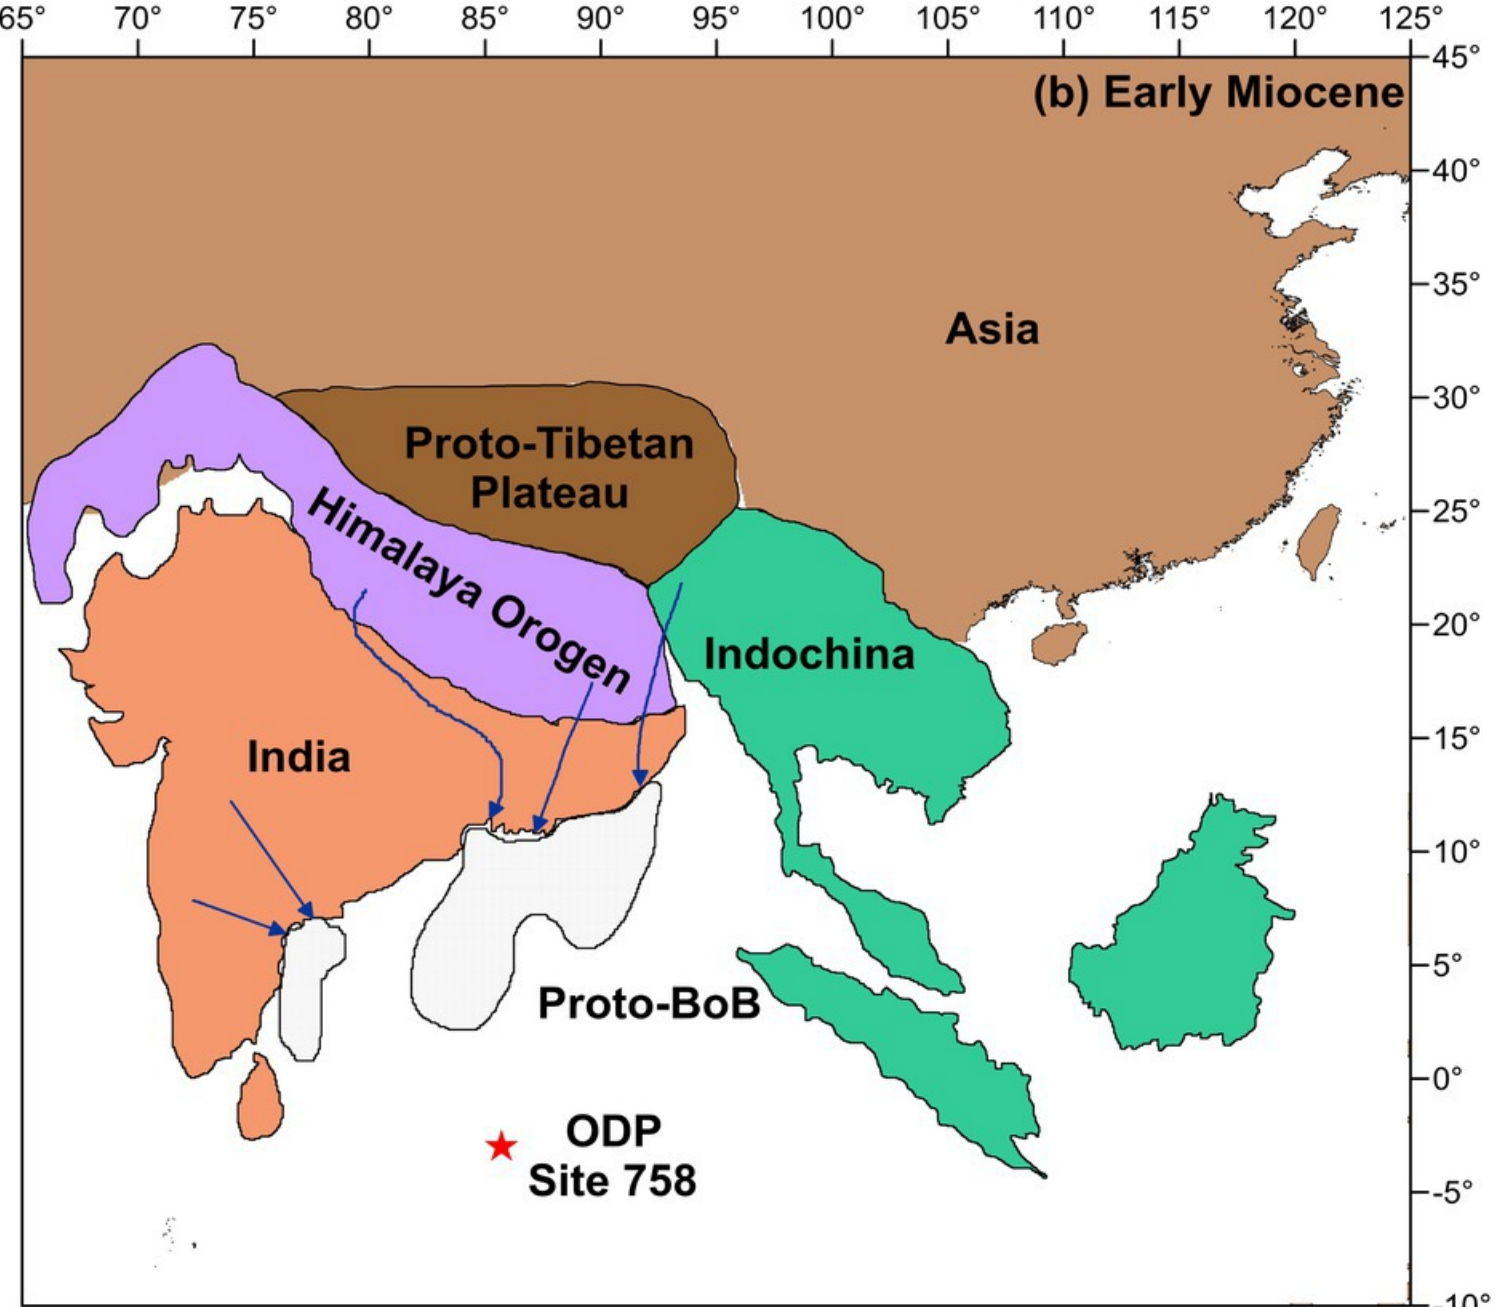 65° 70° 75° 80° 85° 90° 95° 100° 105° 110° 115° 120° 125°
45°
(b) Early Miocene
40°
35°
Asia
30°
Proto-Tibetan
Plateau
25°
Himalaya Orogen
20°
Indochina
15°
India
10°
5°
Proto-BoB
0°
ODP
Site 758
-5°
-10°